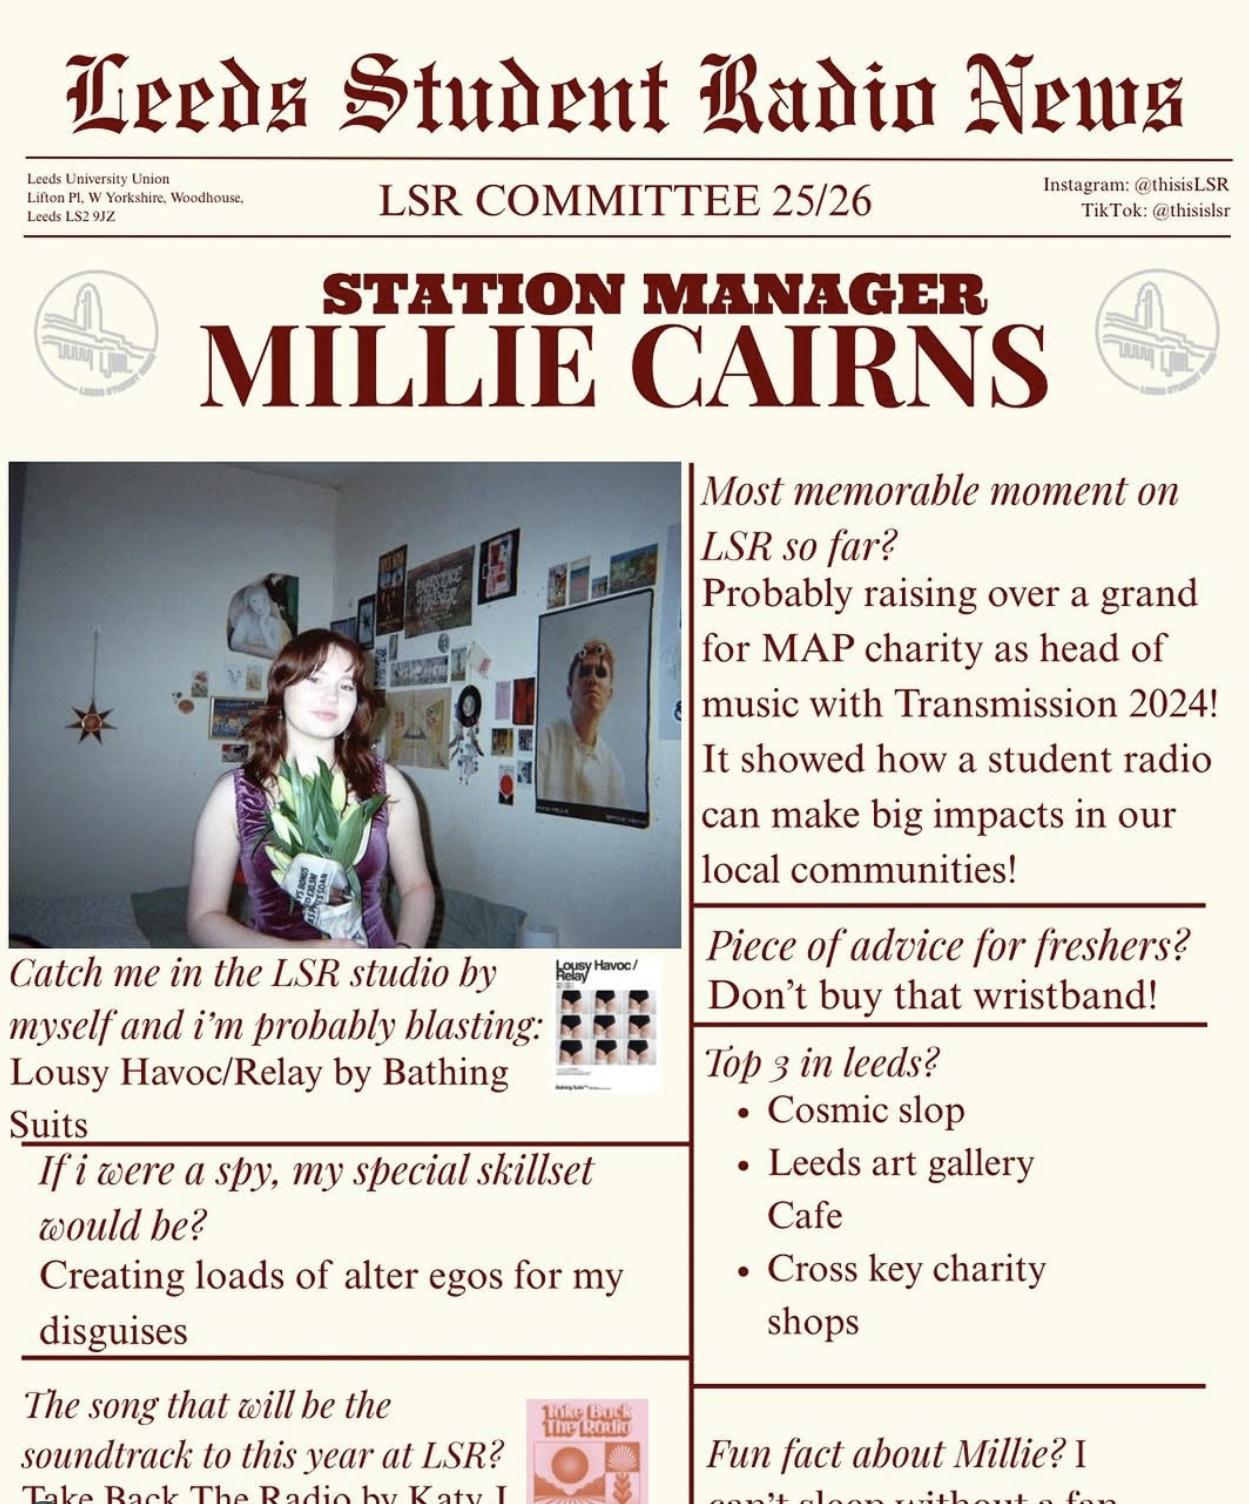 Leeds Student Radio News
Leeds University Union
Lifton Pl, W Yorkshire, Woodhouse,
Leeds LS2 9JZ
LSR COMMITTEE 25/26
Instagram: @thisisLSR
TikTok: @thisislsr
STATION MANAGER
MILLIE CAIRNS
Catch me in the LSR studio by
myself and i'm probably blasting:
Lousy Havoc/Relay by Bathing
Suits
Lousy Havoc /
Relay
If i were a spy, my special skillset
would be?
Creating loads of alter egos for my
disguises
The song that will be the
soundtrack to this year at LSR?
Take Back The Radio by Katy J
Take Back
The Radio
Most memorable moment on
LSR so far?
Probably raising over a grand
for MAP charity as head of
music with Transmission 2024!
It showed how a student radio
can make big impacts in our
local communities!
Piece of advice for freshers?
Don't buy that wristband!
Top 3 in leeds?
• Cosmic slop
• Leeds art gallery
Cafe
• Cross key charity
shops
Fun fact about Millie? I
can't sleep without a fan